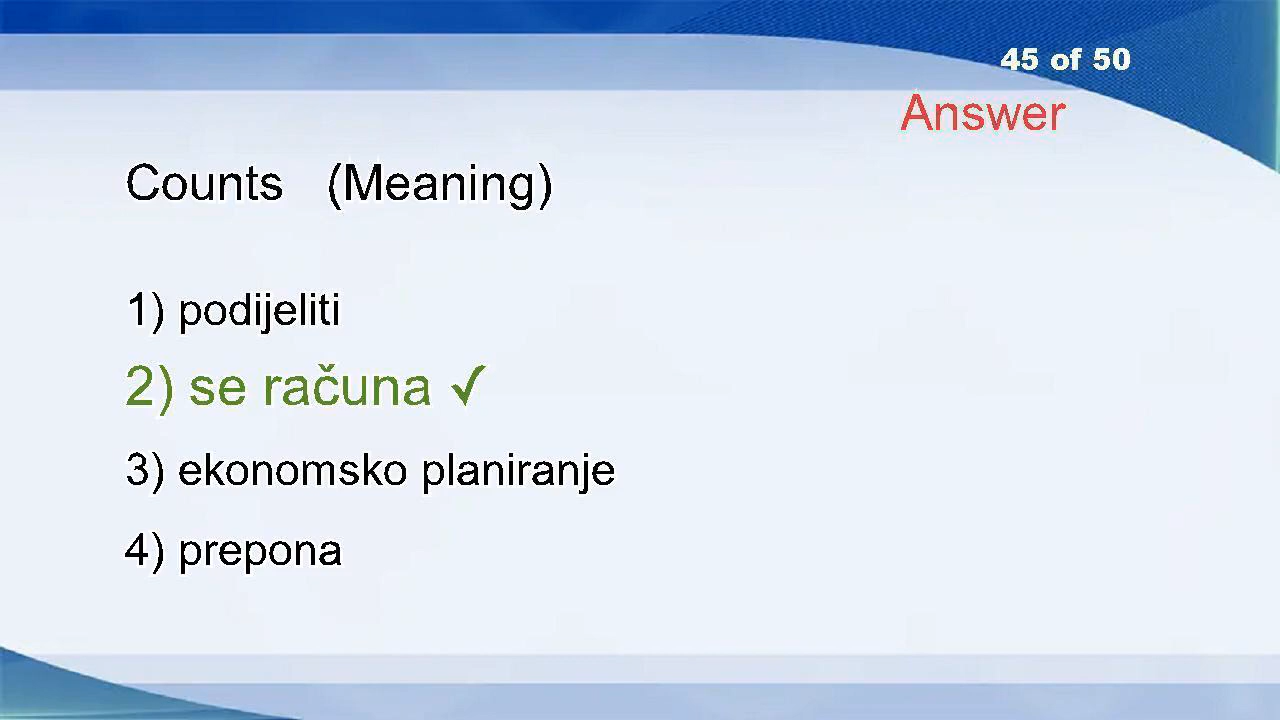 45 of 50
Answer
Counts (Meaning)
1) podijeliti
2) se računa ✓
3) ekonomsko planiranje
4) prepona